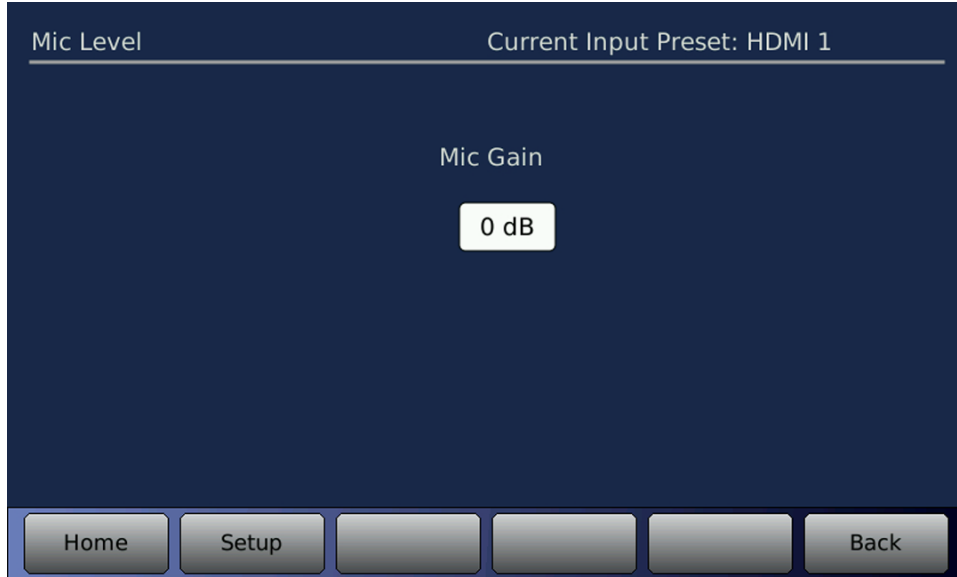 Mic Level Current Input Preset: HDMI 1
Mic Gain
0 dB
Home Setup Back